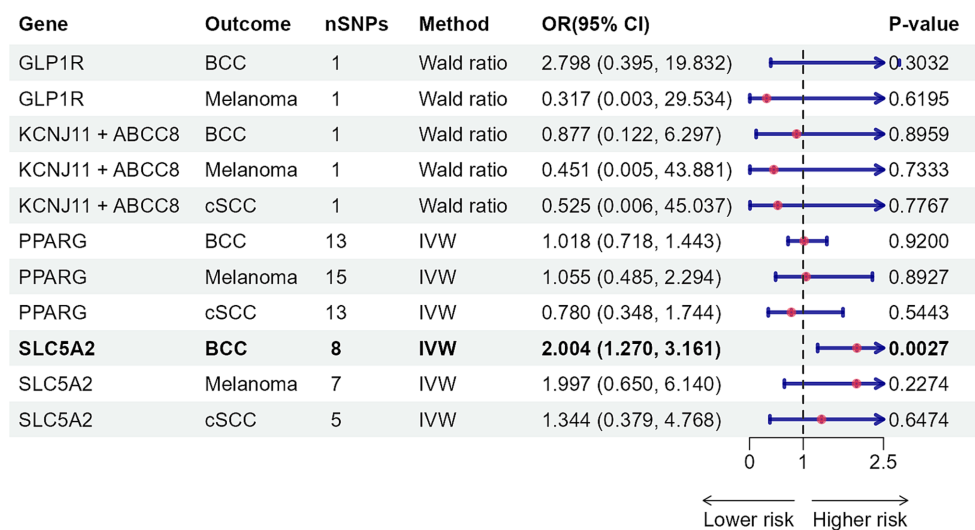 Gene Outcome nSNPs Method OR(95% CI) P-value
GLP1R BCC 1 Wald ratio 2.798 (0.395, 19.832) 0.3032
GLP1R Melanoma 1 Wald ratio 0.317 (0.003, 29.534) 0.6195
KCNJ11 + ABCC8 BCC 1 Wald ratio 0.877 (0.122, 6.297) 0.8959
KCNJ11 + ABCC8 Melanoma 1 Wald ratio 0.451 (0.005, 43.881) 0.7333
KCNJ11 + ABCC8 cSCC 1 Wald ratio 0.525 (0.006, 45.037) 0.7767
PPARG BCC 13 IVW 1.018 (0.718, 1.443) 0.9200
PPARG Melanoma 15 IVW 1.055 (0.485, 2.294) 0.8927
PPARG cSCC 13 IVW 0.780 (0.348, 1.744) 0.5443
SLC5A2 BCC 8 IVW 2.004 (1.270, 3.161) 0.0027
SLC5A2 Melanoma 7 IVW 1.997 (0.650, 6.140) 0.2274
SLC5A2 cSCC 5 IVW 1.344 (0.379, 4.768) 0.6474
0 1 2.5
Lower risk Higher risk